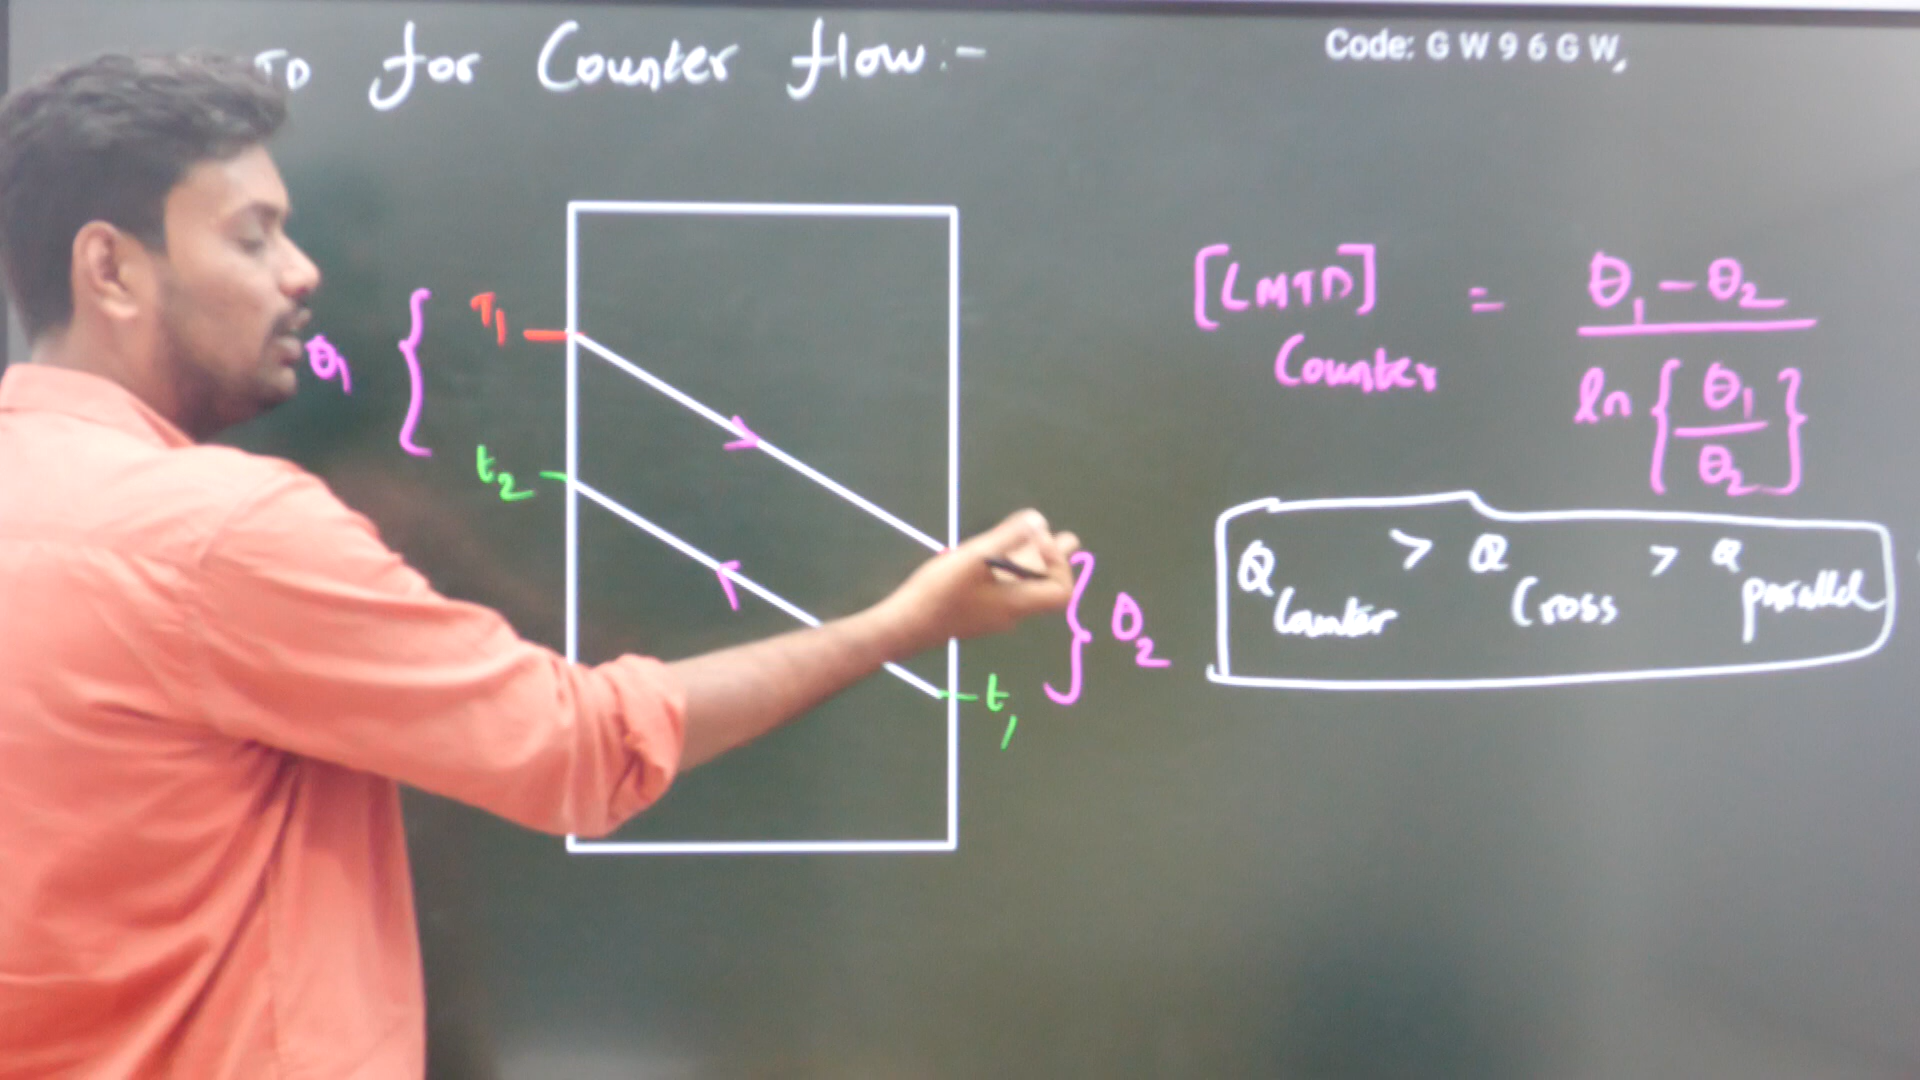 TD for Counter flow:-
Code: G W 9 6 G W,
[LMTD] Counter = θ1 - θ2 / ln { θ1 / θ2 }
θ1 { T1
t2
} θ2
t1
Q Counter > Q Cross > Q parallel